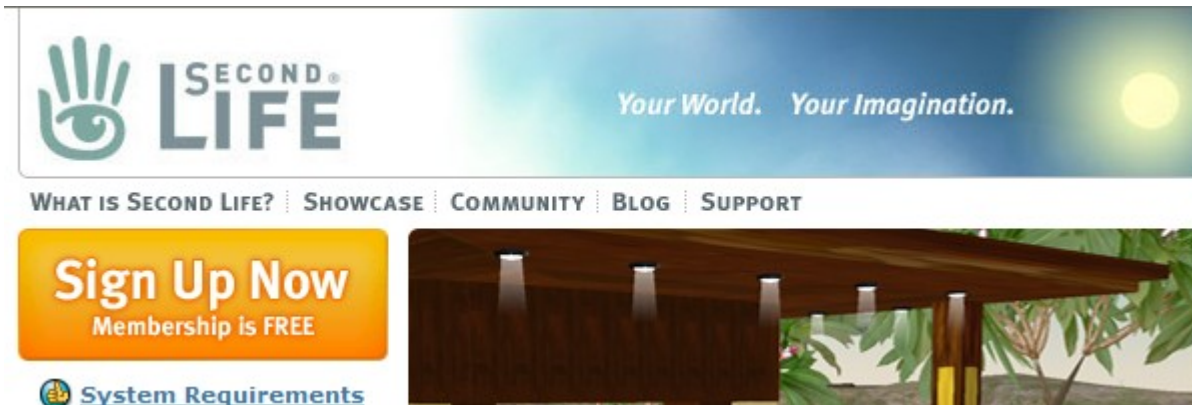 SECOND®
LIFE
Your World. Your Imagination.
WHAT IS SECOND LIFE? SHOWCASE COMMUNITY BLOG SUPPORT
Sign Up Now
Membership is FREE
System Requirements